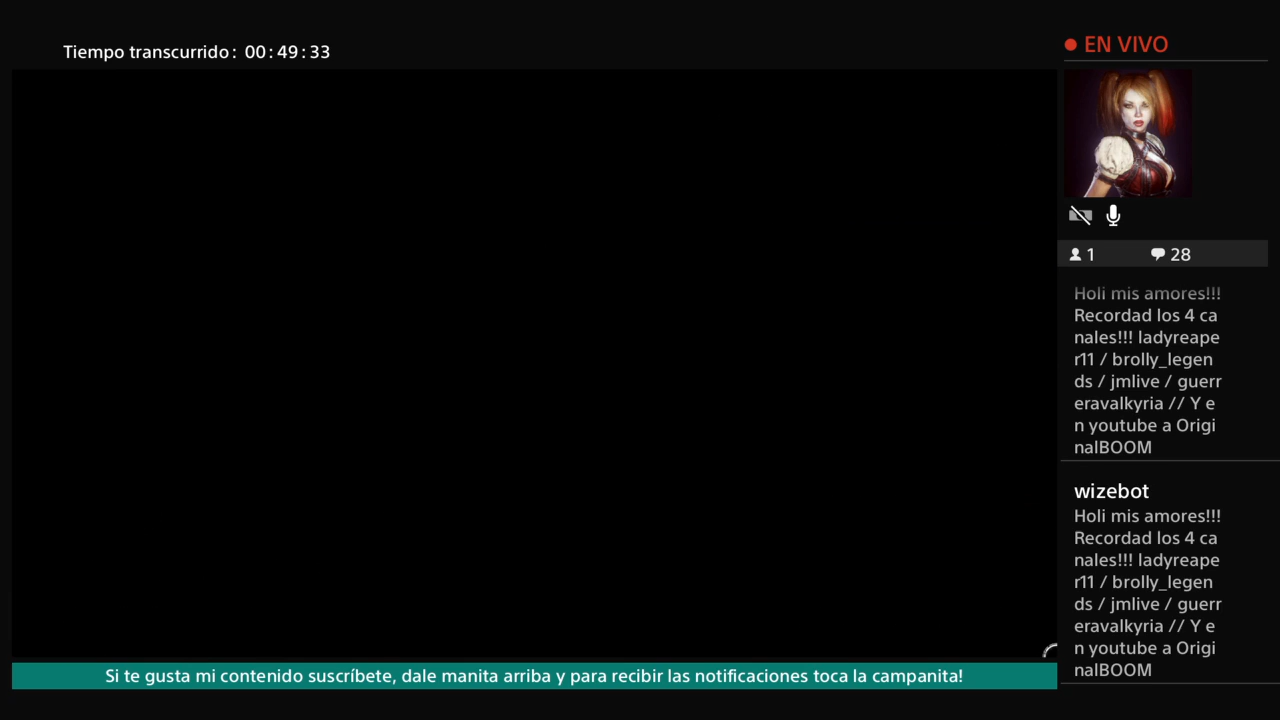 Tiempo transcurrido: 00:49:33
EN VIVO
1 28
Holi mis amores!!!
Recordad los 4 ca
nales!!! ladyreape
r11 / brolly_legen
ds / jmlive / guerr
eravalkyria // Y e
n youtube a Origi
nalBOOM
wizebot
Holi mis amores!!!
Recordad los 4 ca
nales!!! ladyreape
r11 / brolly_legen
ds / jmlive / guerr
eravalkyria // Y e
n youtube a Origi
nalBOOM
Si te gusta mi contenido suscríbete, dale manita arriba y para recibir las notificaciones toca la campanita!